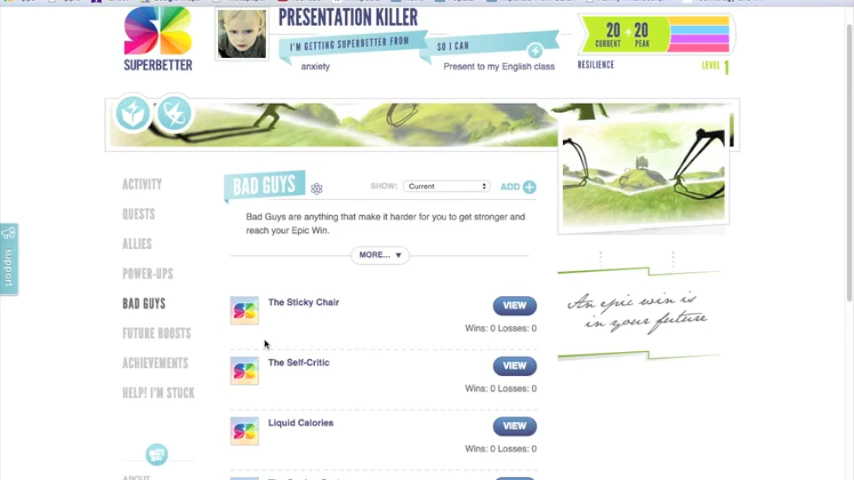 PRESENTATION KILLER
I'M GETTING SUPERBETTER FROM
anxiety
SO I CAN
Present to my English class
SUPERBETTER
20 20
CURRENT PEAK
RESILIENCE
LEVEL 1
ACTIVITY
QUESTS
ALLIES
POWER-UPS
BAD GUYS
FUTURE BOOSTS
ACHIEVEMENTS
HELP! I'M STUCK
ABOUT
support
BAD GUYS
SHOW: Current
ADD
Bad Guys are anything that make it harder for you to get stronger and
reach your Epic Win.
MORE...
The Sticky Chair
VIEW
Wins: 0 Losses: 0
The Self-Critic
VIEW
Wins: 0 Losses: 0
Liquid Calories
VIEW
Wins: 0 Losses: 0
An epic win is
in your future